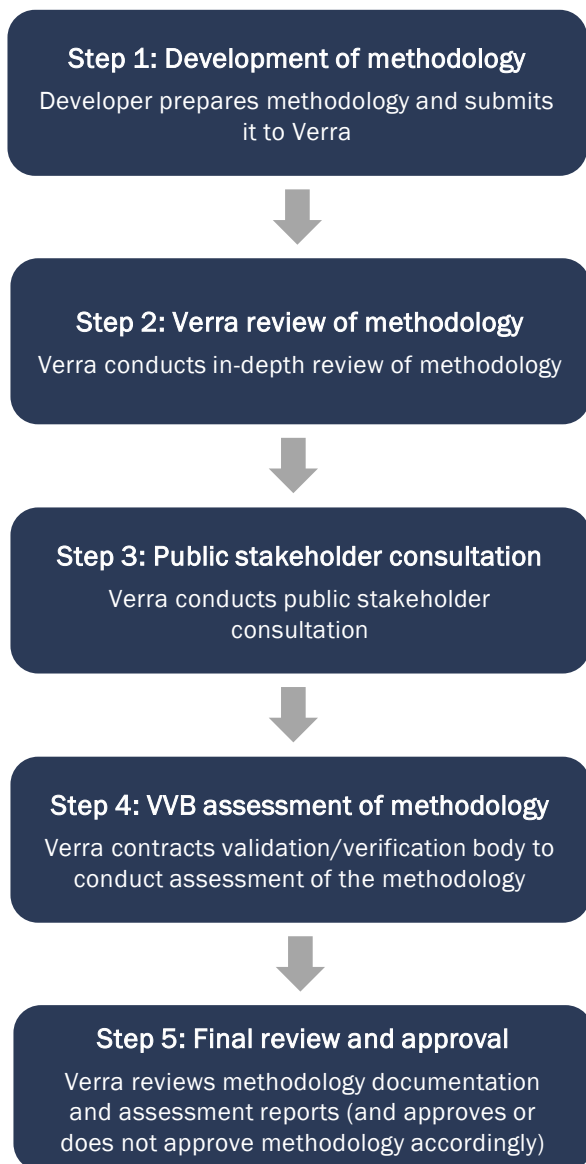 Step 1: Development of methodology
Developer prepares methodology and submits
it to Verra
Step 2: Verra review of methodology
Verra conducts in-depth review of methodology
Step 3: Public stakeholder consultation
Verra conducts public stakeholder
consultation
Step 4: VVB assessment of methodology
Verra contracts validation/verification body to
conduct assessment of the methodology
Step 5: Final review and approval
Verra reviews methodology documentation
and assessment reports (and approves or
does not approve methodology accordingly)